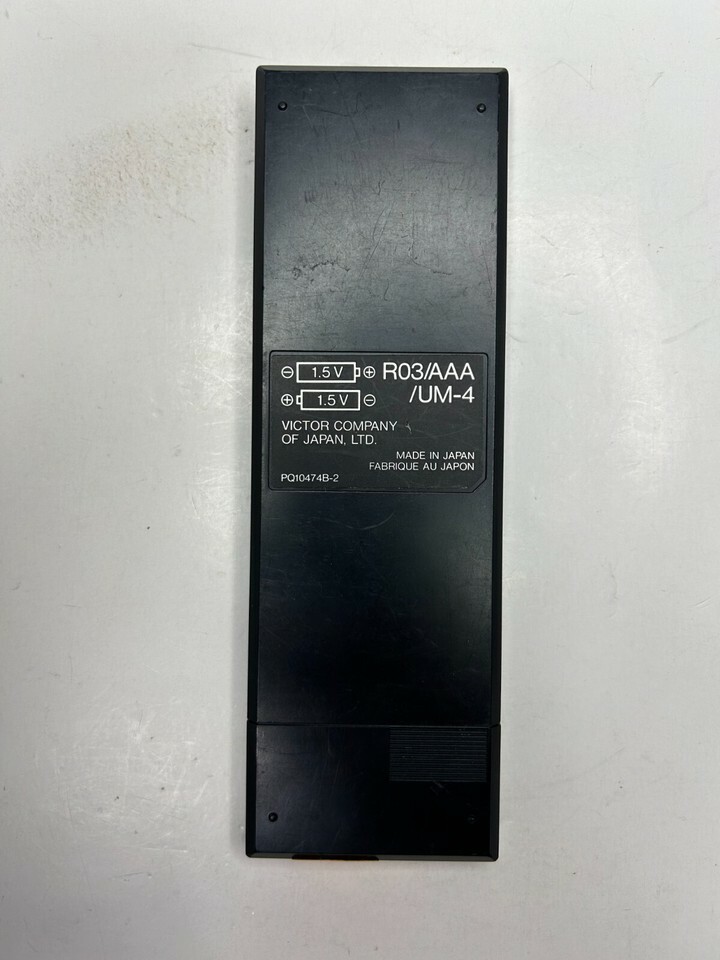 ⊖ 1.5 V ⊕ R03/AAA
⊕ 1.5 V ⊖ /UM-4
VICTOR COMPANY
OF JAPAN, LTD.
MADE IN JAPAN
FABRIQUE AU JAPON
PQ10474B-2